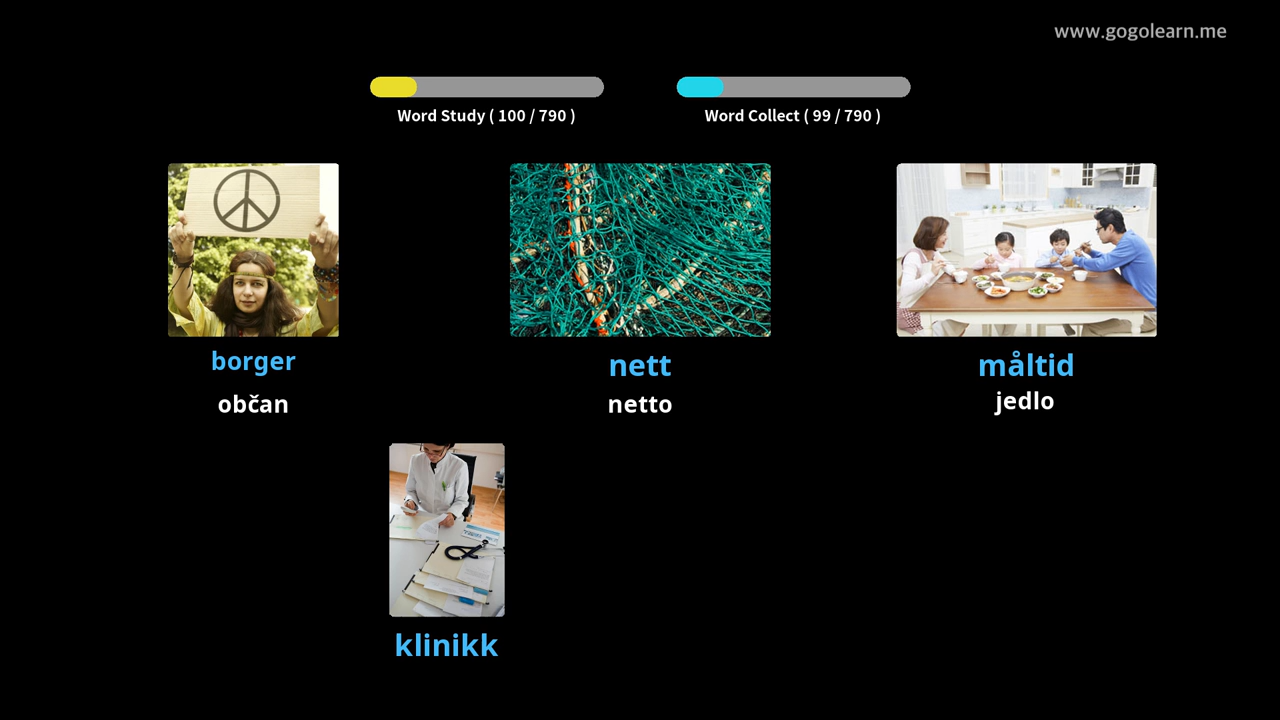 www.gogolearn.me
Word Study ( 100 / 790 )
Word Collect ( 99 / 790 )
borger
občan
nett
netto
måltid
jedlo
klinikk